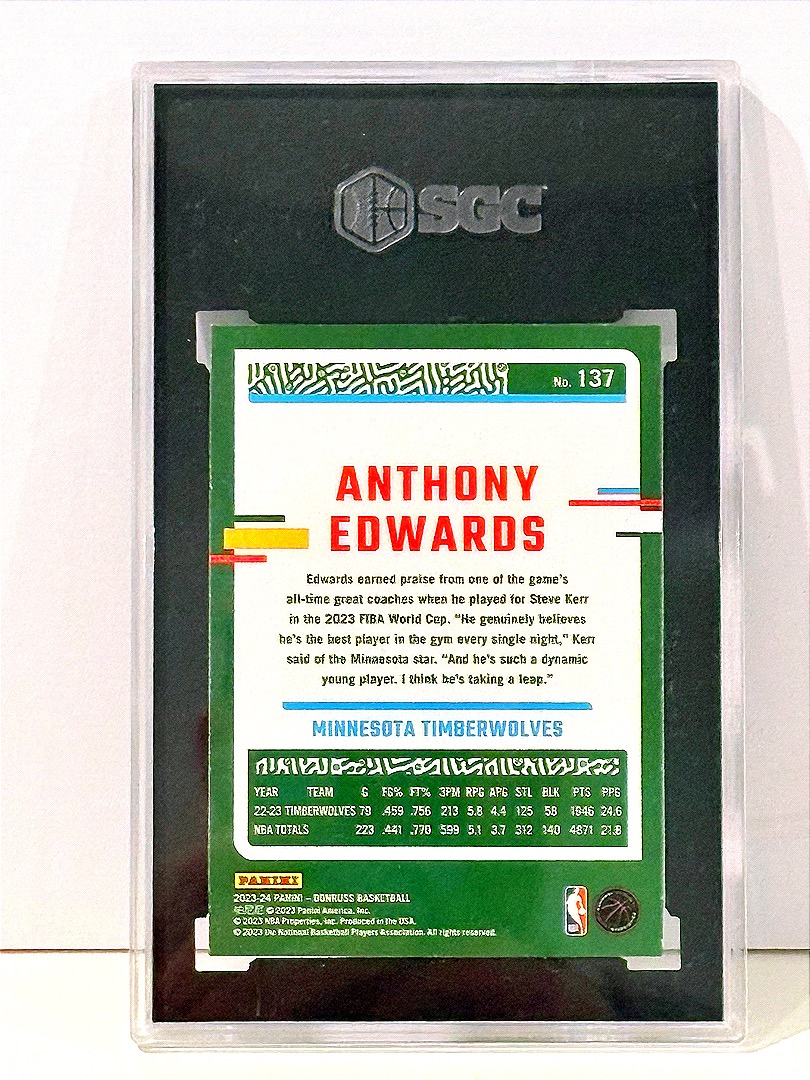 SGC
No. 137
ANTHONY
EDWARDS
Edwards earned praise from one of the game's
all-time great coaches when he played for Steve Kerr
in the 2023 FIBA World Cup. "He genuinely believes
he's the best player in the gym every single night," Kerr
said of the Minnesota star. "And he's such a dynamic
young player. I think he's taking a leap."
MINNESOTA TIMBERWOLVES
YEAR TEAM G FG% FT% 3PM RPG APG STL BLK PTS PPG
22-23 TIMBERWOLVES 79 .459 .756 213 5.8 4.4 125 58 1946 24.6
NBA TOTALS 223 .441 .770 599 5.1 3.7 312 140 4871 21.8
PANINI
2023-24 PANINI – DONRUSS BASKETBALL
© 2023 Panini America, Inc.
© 2023 NBA Properties, Inc. Produced in the USA.
© 2023 the National Basketball Players Association. All rights reserved.